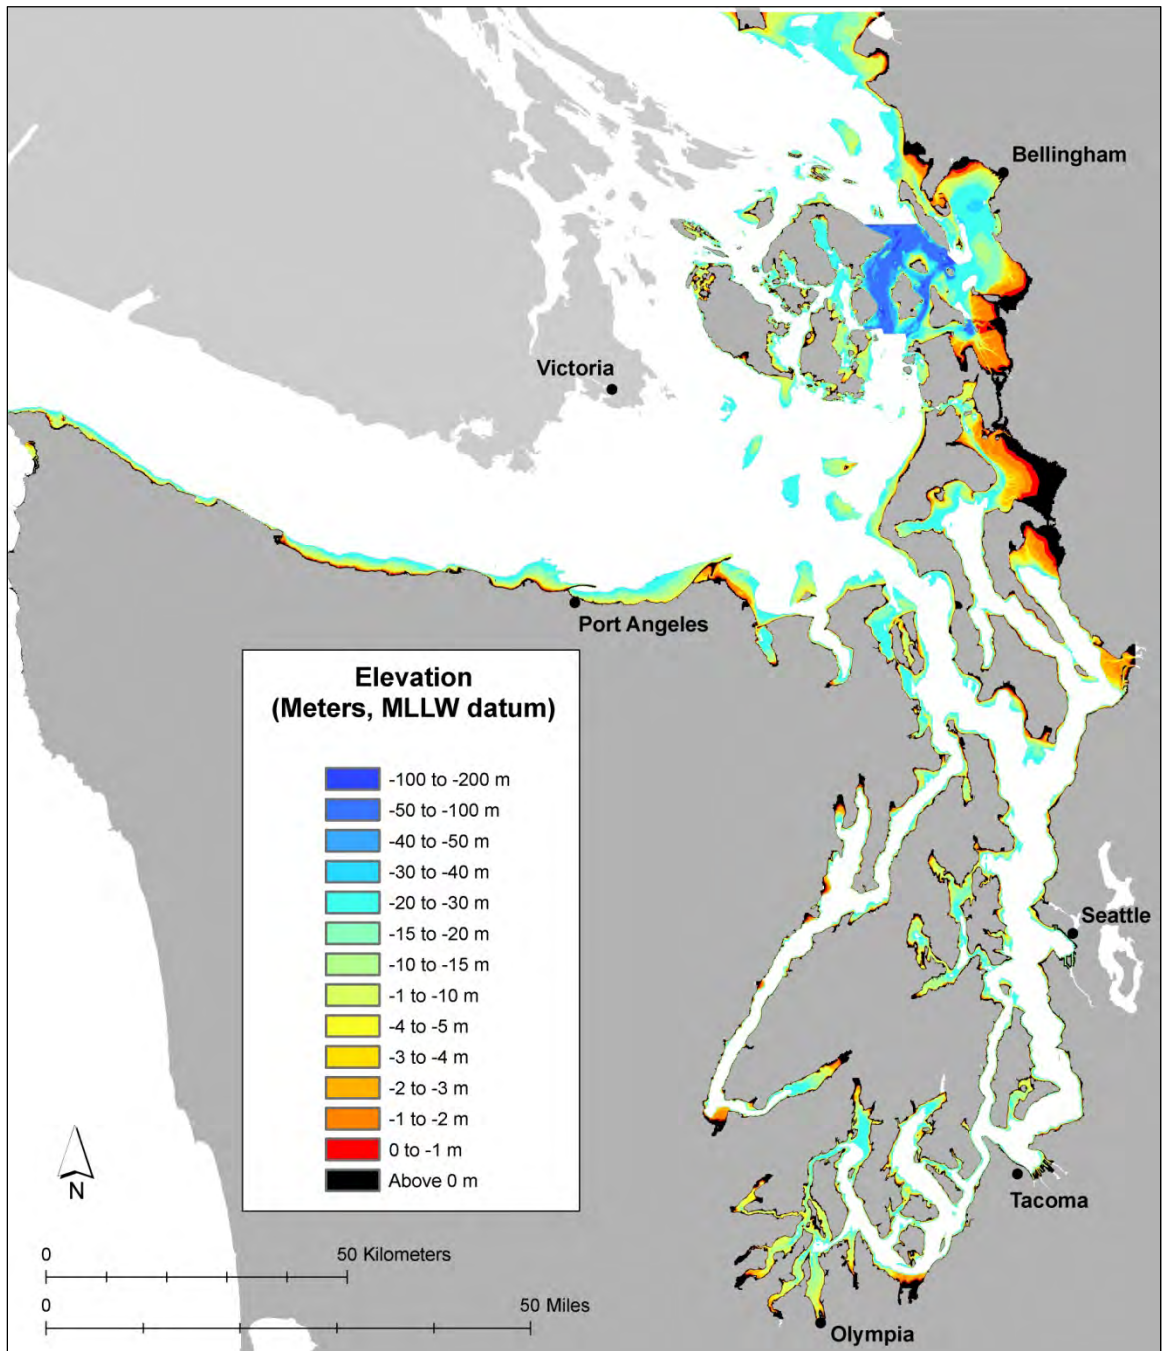 Bellingham
Victoria
Port Angeles
Elevation
(Meters, MLLW datum)
-100 to -200 m
-50 to -100 m
-40 to -50 m
-30 to -40 m
-20 to -30 m
-15 to -20 m
-10 to -15 m
-1 to -10 m
-4 to -5 m
-3 to -4 m
-2 to -3 m
-1 to -2 m
0 to -1 m
Above 0 m
Seattle
Tacoma
N
0 50 Kilometers
0 50 Miles
Olympia